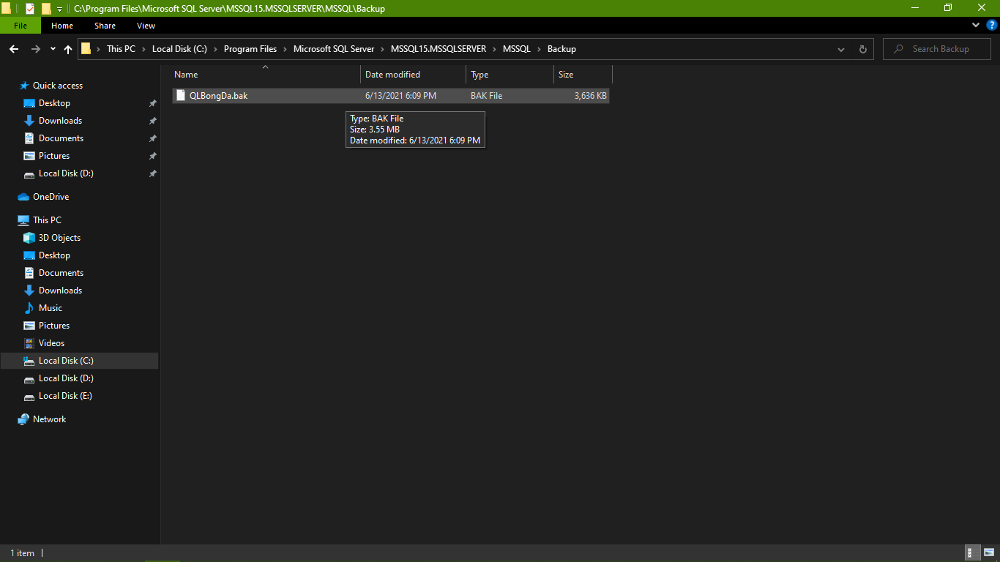 C:\Program Files\Microsoft SQL Server\MSSQL15.MSSQLSERVER\MSSQL\Backup
File Home Share View
This PC Local Disk (C:) Program Files Microsoft SQL Server MSSQL15.MSSQLSERVER MSSQL Backup Search Backup
Name Date modified Type Size
QLBongDa.bak 6/13/2021 6:09 PM BAK File 3,636 KB
Type: BAK File
Size: 3.55 MB
Date modified: 6/13/2021 6:09 PM
Quick access
Desktop
Downloads
Documents
Pictures
Local Disk (D:)
OneDrive
This PC
3D Objects
Desktop
Documents
Downloads
Music
Pictures
Videos
Local Disk (C:)
Local Disk (D:)
Local Disk (E:)
Network
1 item